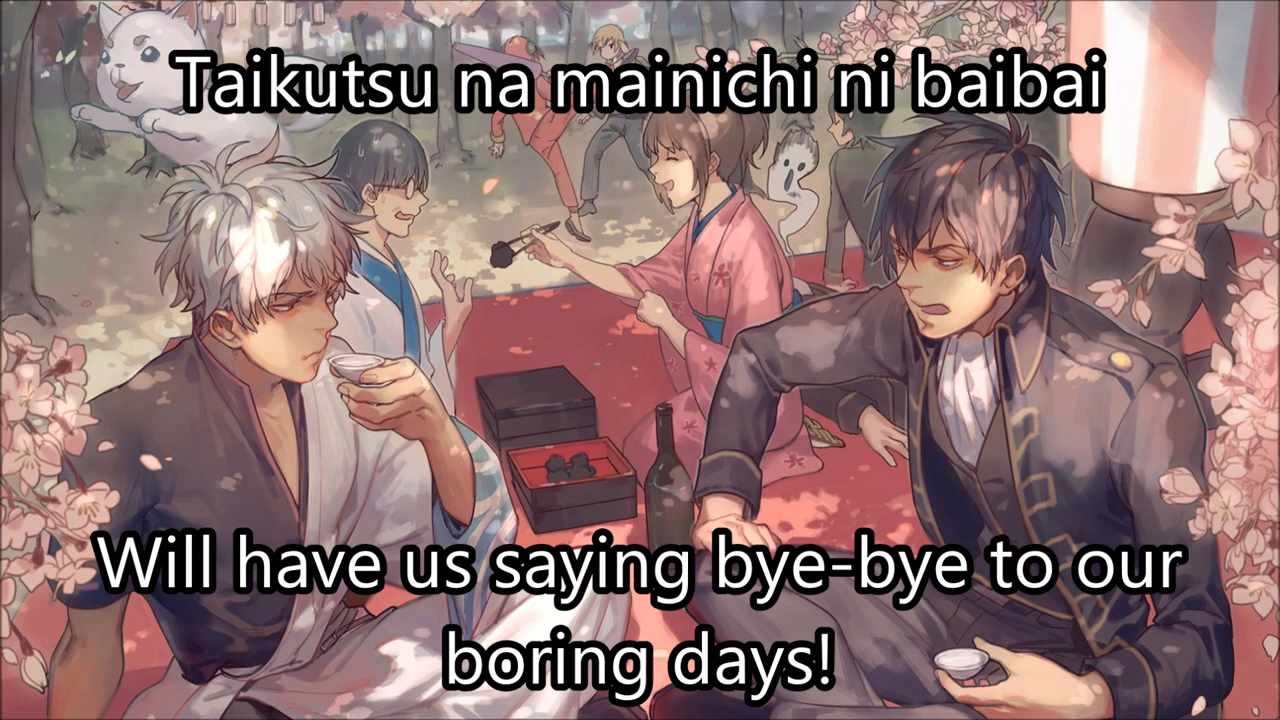 Taikutsu na mainichi ni baibai
Will have us saying bye-bye to our
boring days!